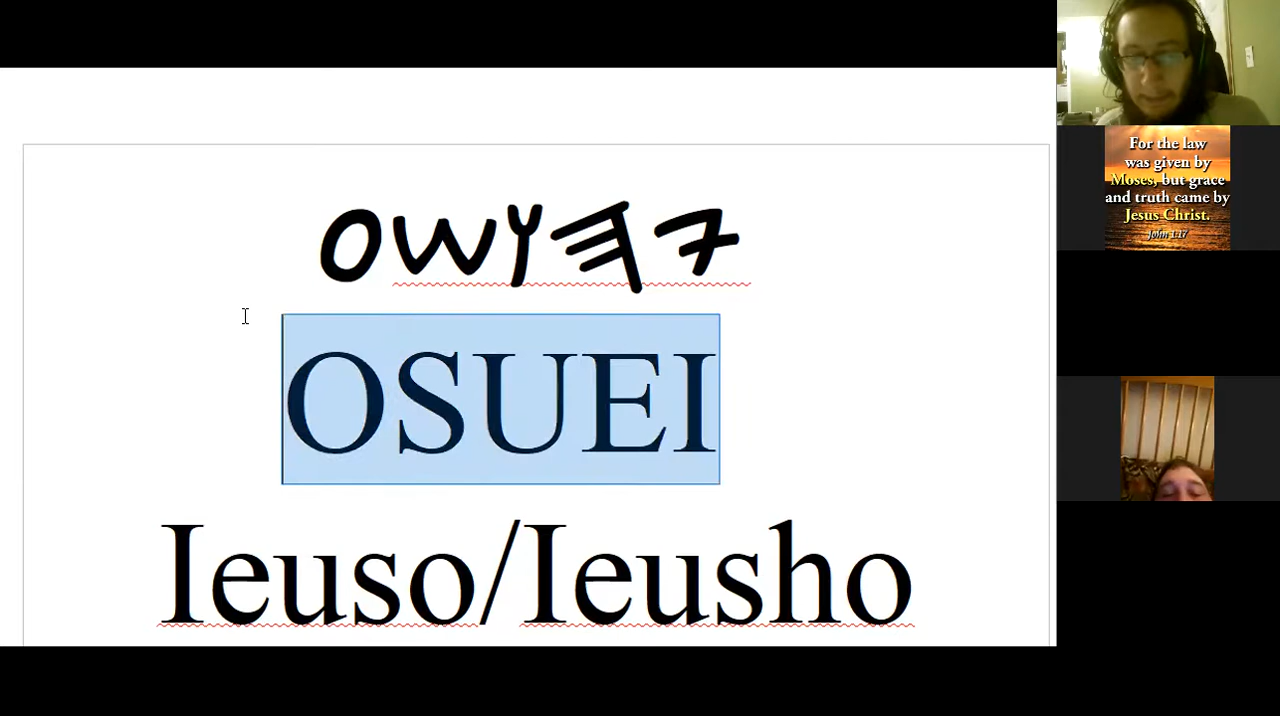 𐤉𐤄𐤅𐤔𐤏
OSUEI
Ieuso/Ieusho
For the law
was given by
Moses, but grace
and truth came by
Jesus Christ.
John 1:17